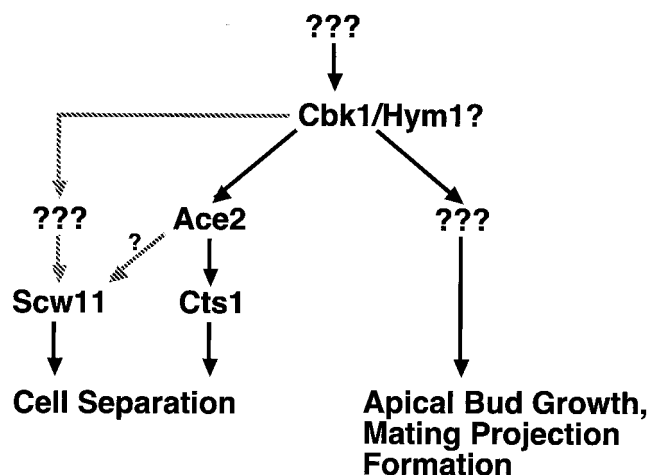 ???
Cbk1/Hym1?
??? Ace2 ???
?
Scw11 Cts1
Cell Separation
Apical Bud Growth,
Mating Projection
Formation